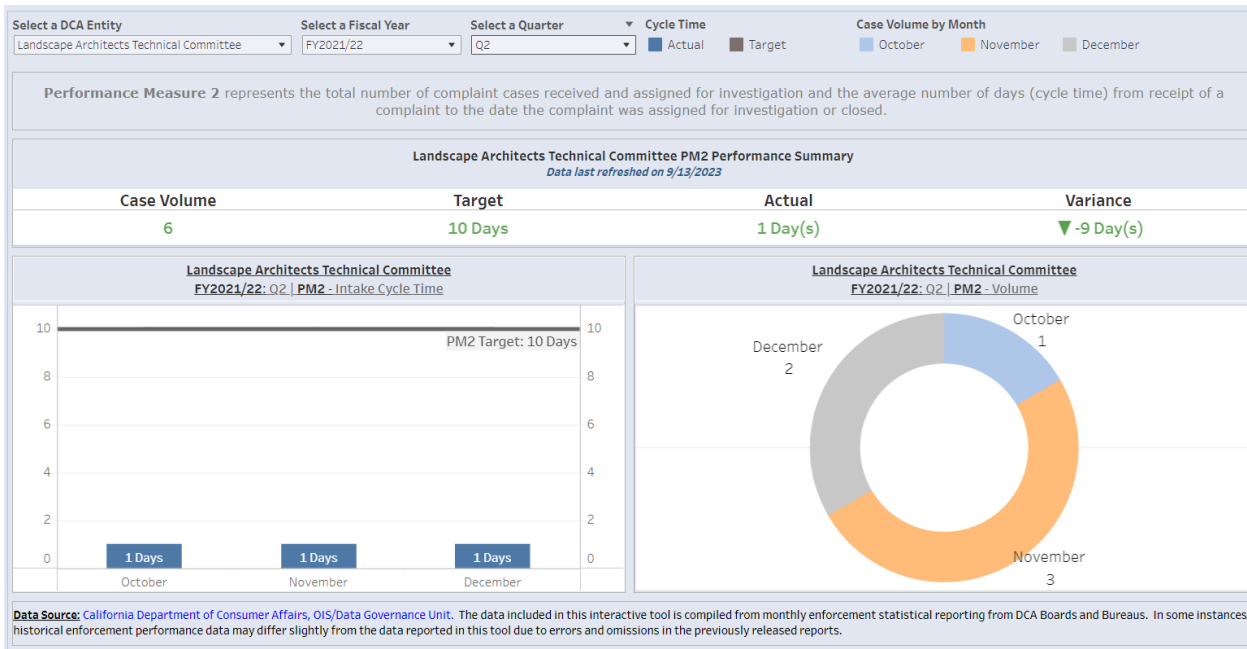 Select a DCA Entity
Select a Fiscal Year
Select a Quarter
Cycle Time
Case Volume by Month
Landscape Architects Technical Committee
FY2021/22
Q2
Actual
Target
October
November
December
Performance Measure 2 represents the total number of complaint cases received and assigned for investigation and the average number of days (cycle time) from receipt of a
complaint to the date the complaint was assigned for investigation or closed.
Landscape Architects Technical Committee PM2 Performance Summary
Data last refreshed on 9/13/2023
Case Volume
Target
Actual
Variance
6
10 Days
1 Day(s)
▼ -9 Day(s)
Landscape Architects Technical Committee
FY2021/22: Q2 | PM2 - Intake Cycle Time
10
10
PM2 Target: 10 Days
8
8
6
6
4
4
2
2
0
1 Days
1 Days
1 Days
0
October
November
December
Landscape Architects Technical Committee
FY2021/22: Q2 | PM2 - Volume
October
1
December
2
November
3
Data Source: California Department of Consumer Affairs, OIS/Data Governance Unit. The data included in this interactive tool is compiled from monthly enforcement statistical reporting from DCA Boards and Bureaus. In some instances
historical enforcement performance data may differ slightly from the data reported in this tool due to errors and omissions in the previously released reports.